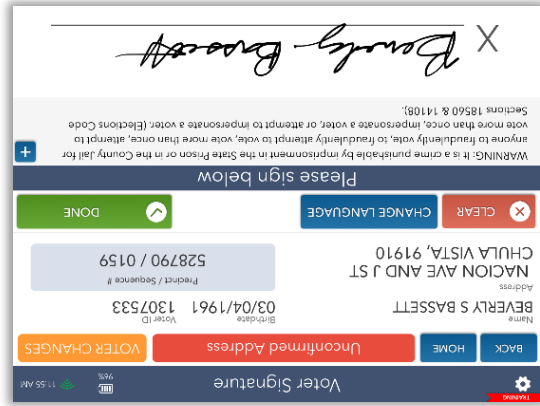 TRAINING
Voter Signature
96%
11:55 AM
BACK
HOME
Unconfirmed Address
VOTER CHANGES
Name
BEVERLY S BASSETT
Birthdate
03/04/1961
Voter ID
1307533
Address
NACION AVE AND J ST
CHULA VISTA, 91910
Precinct / Sequence #
528790 / 0159
CLEAR
CHANGE LANGUAGE
DONE
Please sign below
WARNING: It is a crime punishable by imprisonment in the State Prison or in the County Jail for
anyone to fraudulently vote, to fraudulently attempt to vote, vote more than once, attempt to
vote more than once, impersonate a voter, or attempt to impersonate a voter. (Elections Code
Sections 18560 & 14108).
+
X Beverly Bassett